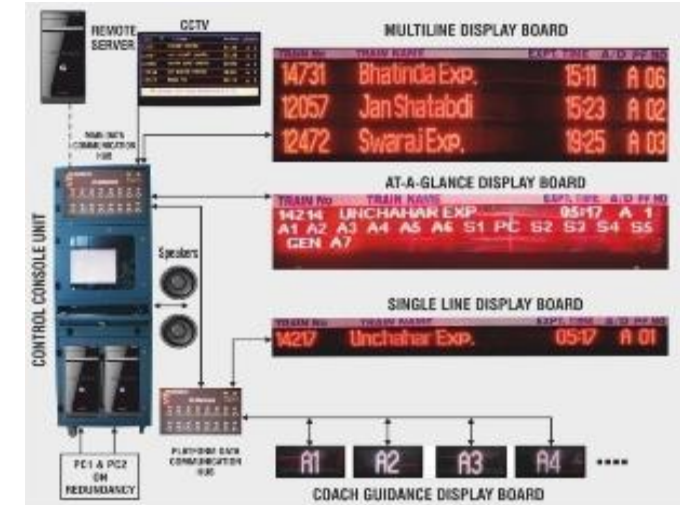 REMOTE SERVER
CCTV
MULTILINE DISPLAY BOARD
TRAIN No TRAIN NAME EXPT. TIME A/D PF NO
14731 Bhatinda Exp. 15:11 A 06
12057 Jan Shatabdi 15:23 A 02
12472 Swaraj Exp. 19:25 A 03
MAIN DATA COMMUNICATION HUB
AT-A-GLANCE DISPLAY BOARD
TRAIN No TRAIN NAME EXPT. TIME A/D PF NO
14214 UNCHAHAR EXP 05:17 A 1
A1 A2 A3 A4 A5 A6 S1 PC S2 S3 S4 S5
GEN A7
CONTROL CONSOLE UNIT
Speakers
SINGLE LINE DISPLAY BOARD
TRAIN No TRAIN NAME EXPT. TIME A/D PF NO
14217 Unchahar Exp. 05:17 A 01
PLATFORM DATA COMMUNICATION HUB
PC1 & PC2
ON
REDUNDANCY
A1 A2 A3 A4 ....
COACH GUIDANCE DISPLAY BOARD